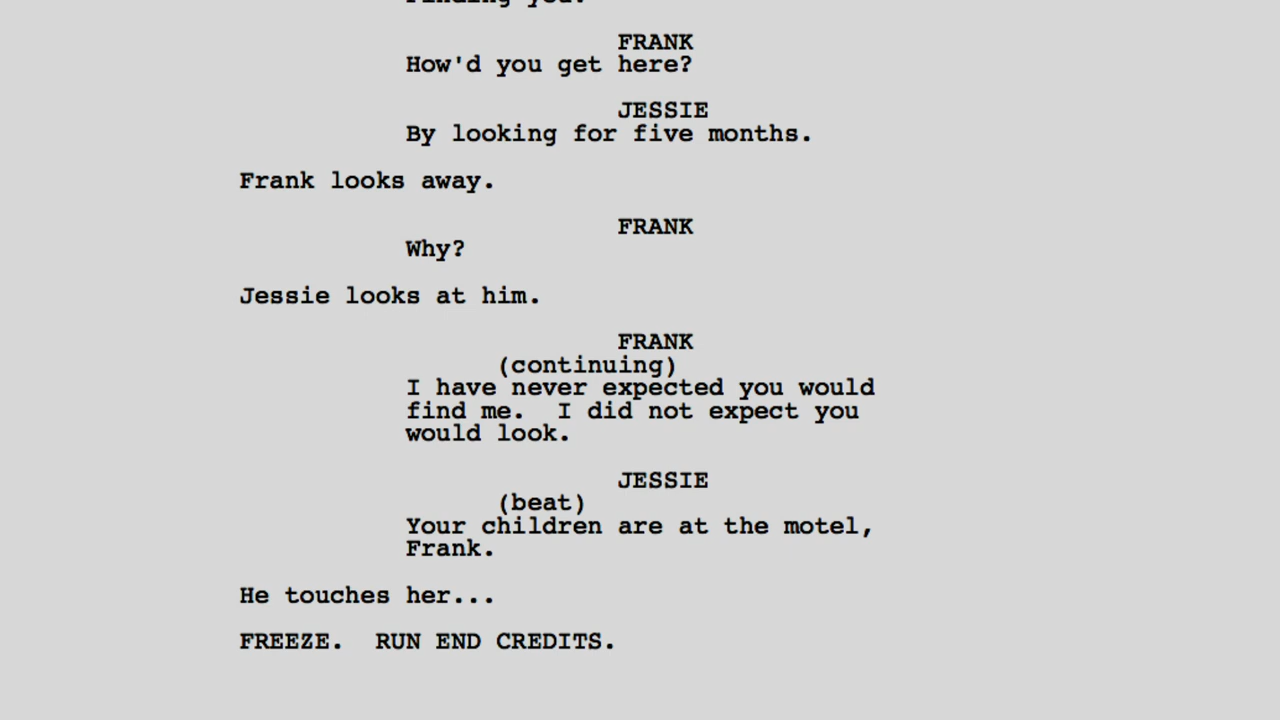 Finding you.
FRANK
How'd you get here?
JESSIE
By looking for five months.
Frank looks away.
FRANK
Why?
Jessie looks at him.
FRANK
(continuing)
I have never expected you would
find me.  I did not expect you
would look.
JESSIE
(beat)
Your children are at the motel,
Frank.
He touches her...
FREEZE.  RUN END CREDITS.